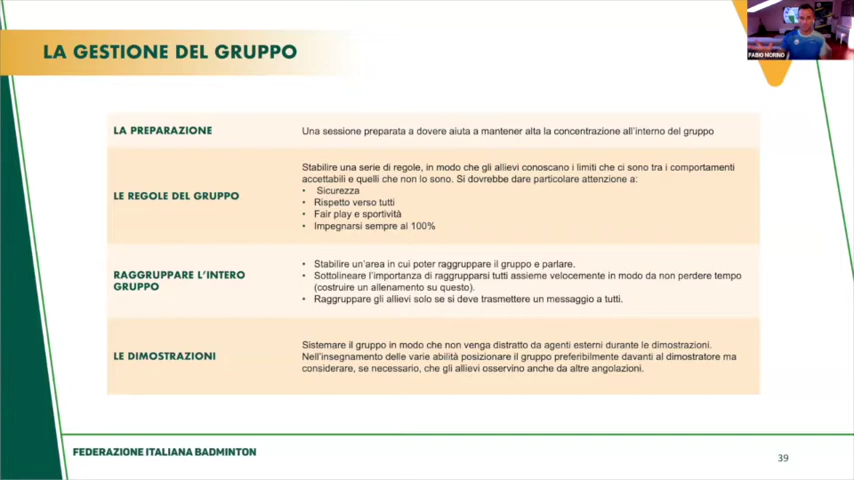 LA GESTIONE DEL GRUPPO
FABIO MORINO
LA PREPARAZIONE
Una sessione preparata a dovere aiuta a mantener alta la concentrazione all'interno del gruppo
LE REGOLE DEL GRUPPO
Stabilire una serie di regole, in modo che gli allievi conoscano i limiti che ci sono tra i comportamenti
accettabili e quelli che non lo sono. Si dovrebbe dare particolare attenzione a:
• Sicurezza
• Rispetto verso tutti
• Fair play e sportività
• Impegnarsi sempre al 100%
RAGGRUPPARE L'INTERO
GRUPPO
• Stabilire un'area in cui poter raggruppare il gruppo e parlare.
• Sottolineare l'importanza di raggrupparsi tutti assieme velocemente in modo da non perdere tempo
(costruire un allenamento su questo).
• Raggruppare gli allievi solo se si deve trasmettere un messaggio a tutti.
LE DIMOSTRAZIONI
Sistemare il gruppo in modo che non venga distratto da agenti esterni durante le dimostrazioni.
Nell'insegnamento delle varie abilità posizionare il gruppo preferibilmente davanti al dimostratore ma
considerare, se necessario, che gli allievi osservino anche da altre angolazioni.
FEDERAZIONE ITALIANA BADMINTON
39